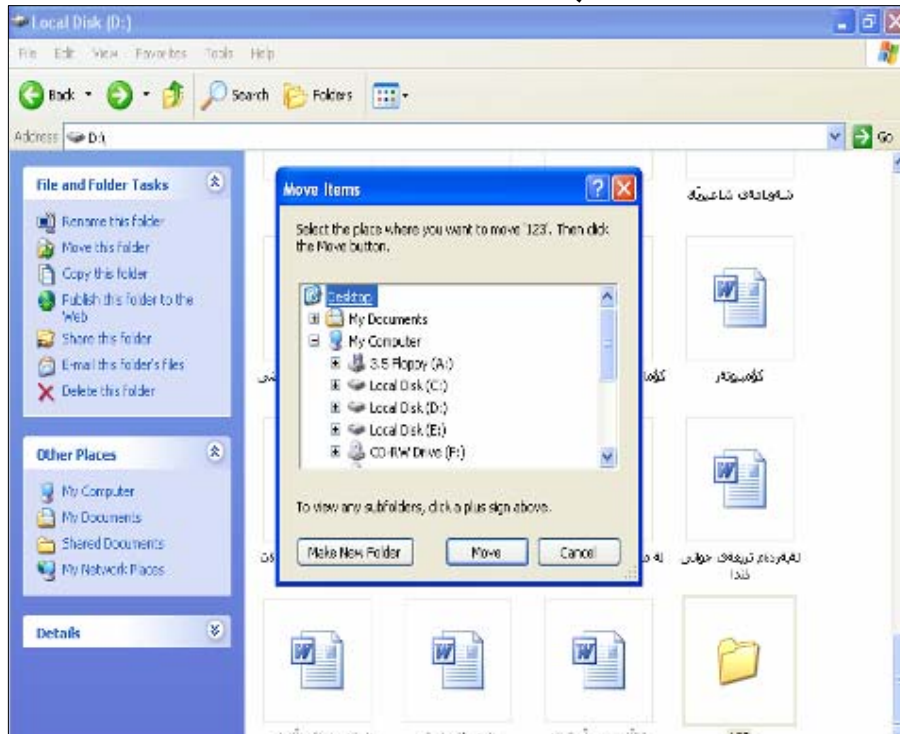 Local Disk (D:)
File Edit View Favorites Tools Help
Back Search Folders
Address D:\ Go
File and Folder Tasks
Rename this folder
Move this folder
Copy this folder
Publish this folder to the
Web
Share this folder
E-mail this folder's files
Delete this folder
Other Places
My Computer
My Documents
Shared Documents
My Network Places
Details
Move Items
Select the place where you want to move '123'. Then click
the Move button.
Desktop
My Documents
My Computer
3.5 Floppy (A:)
Local Disk (C:)
Local Disk (D:)
Local Disk (E:)
CD-RW Drive (F:)
To view any subfolders, click a plus sign above.
Make New Folder Move Cancel
کۆمپیوتەر